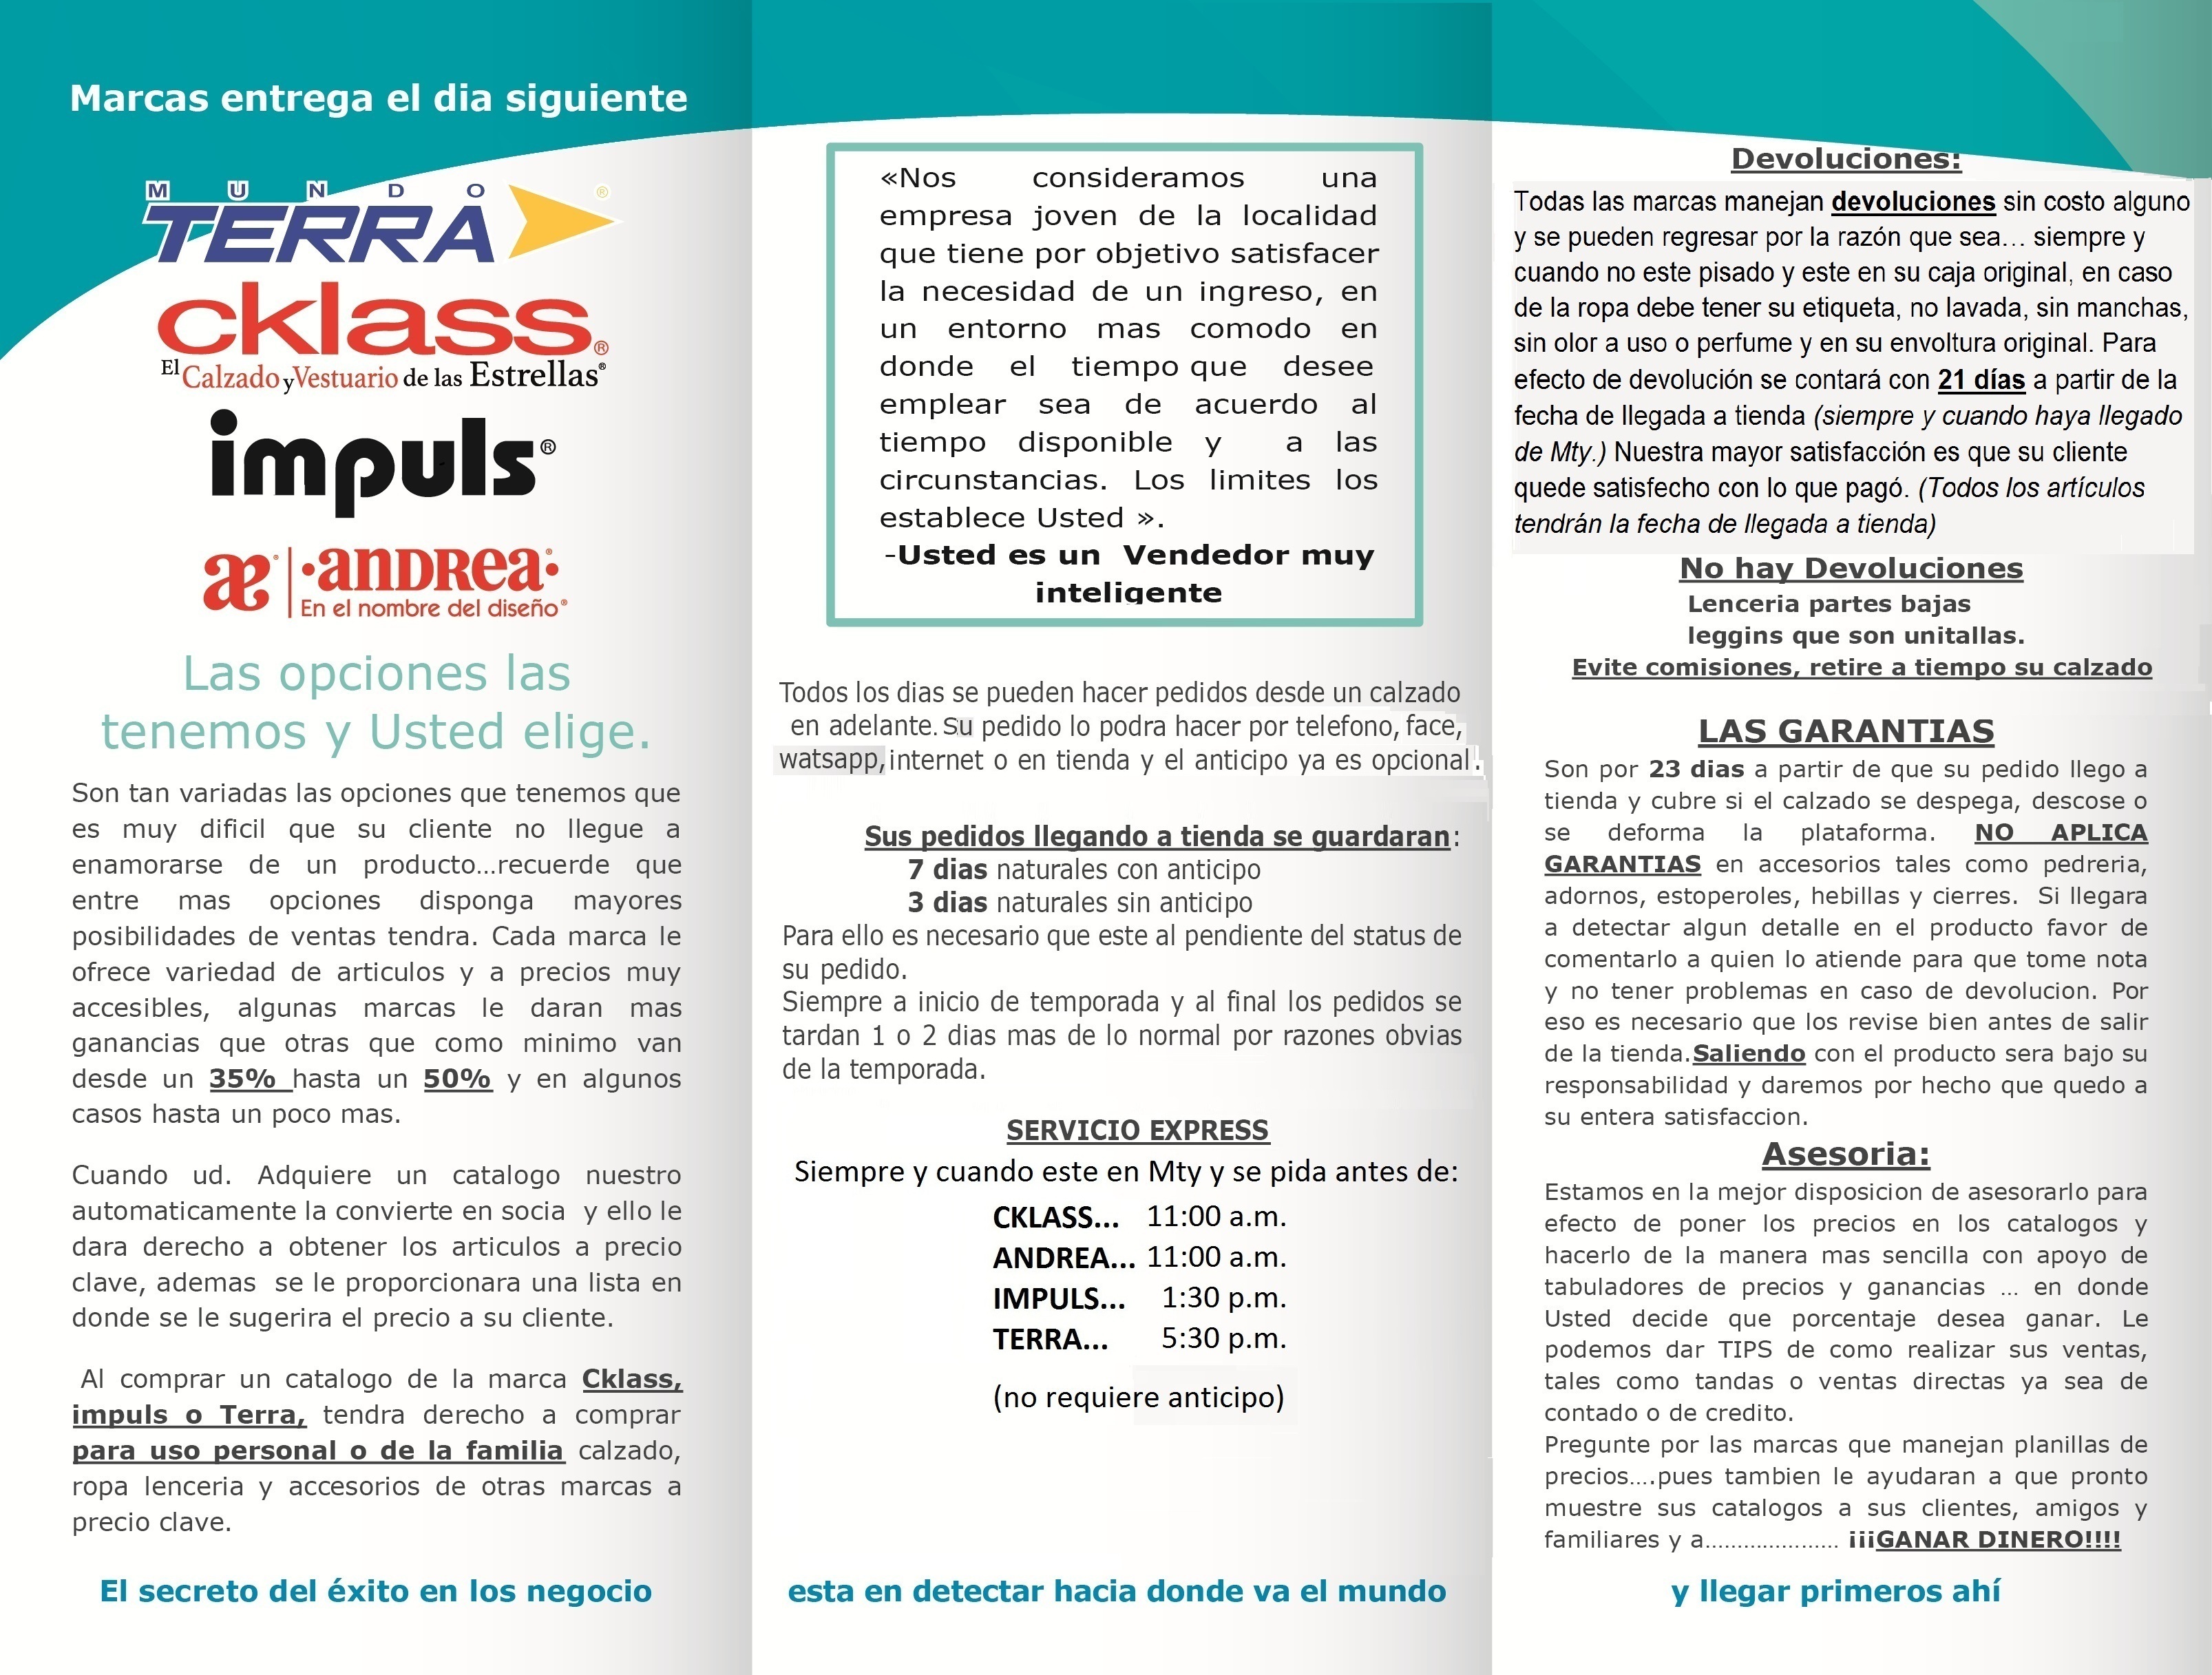 Marcas entrega el dia siguiente
MUNDO
TERRA ®
cklass®
El Calzado y Vestuario de las Estrellas®
impuls®
æ® | •andrea•®
En el nombre del diseño®
Las opciones las
tenemos y Usted elige.
Son tan variadas las opciones que tenemos que
es muy dificil que su cliente no llegue a
enamorarse de un producto...recuerde que
entre mas opciones disponga mayores
posibilidades de ventas tendra. Cada marca le
ofrece variedad de articulos y a precios muy
accesibles, algunas marcas le daran mas
ganancias que otras que como minimo van
desde un 35% hasta un 50% y en algunos
casos hasta un poco mas.
Cuando ud. Adquiere un catalogo nuestro
automaticamente la convierte en socia y ello le
dara derecho a obtener los articulos a precio
clave, ademas se le proporcionara una lista en
donde se le sugerira el precio a su cliente.
Al comprar un catalogo de la marca Cklass,
impuls o Terra, tendra derecho a comprar
para uso personal o de la familia calzado,
ropa lenceria y accesorios de otras marcas a
precio clave.
El secreto del éxito en los negocio
«Nos consideramos una
empresa joven de la localidad
que tiene por objetivo satisfacer
la necesidad de un ingreso, en
un entorno mas comodo en
donde el tiempo que desee
emplear sea de acuerdo al
tiempo disponible y a las
circunstancias. Los limites los
establece Usted ».
-Usted es un Vendedor muy
inteligente
Todos los dias se pueden hacer pedidos desde un calzado
en adelante. Su pedido lo podra hacer por telefono, face,
watsapp, internet o en tienda y el anticipo ya es opcional.
Sus pedidos llegando a tienda se guardaran:
7 dias naturales con anticipo
3 dias naturales sin anticipo
Para ello es necesario que este al pendiente del status de
su pedido.
Siempre a inicio de temporada y al final los pedidos se
tardan 1 o 2 dias mas de lo normal por razones obvias
de la temporada.
SERVICIO EXPRESS
Siempre y cuando este en Mty y se pida antes de:
CKLASS... 11:00 a.m.
ANDREA... 11:00 a.m.
IMPULS... 1:30 p.m.
TERRA... 5:30 p.m.
(no requiere anticipo)
esta en detectar hacia donde va el mundo
Devoluciones:
Todas las marcas manejan devoluciones sin costo alguno
y se pueden regresar por la razón que sea... siempre y
cuando no este pisado y este en su caja original, en caso
de la ropa debe tener su etiqueta, no lavada, sin manchas,
sin olor a uso o perfume y en su envoltura original. Para
efecto de devolución se contará con 21 días a partir de la
fecha de llegada a tienda (siempre y cuando haya llegado
de Mty.) Nuestra mayor satisfacción es que su cliente
quede satisfecho con lo que pagó. (Todos los artículos
tendrán la fecha de llegada a tienda)
No hay Devoluciones
Lenceria partes bajas
leggins que son unitallas.
Evite comisiones, retire a tiempo su calzado
LAS GARANTIAS
Son por 23 dias a partir de que su pedido llego a
tienda y cubre si el calzado se despega, descose o
se deforma la plataforma. NO APLICA
GARANTIAS en accesorios tales como pedreria,
adornos, estoperoles, hebillas y cierres. Si llegara
a detectar algun detalle en el producto favor de
comentarlo a quien lo atiende para que tome nota
y no tener problemas en caso de devolucion. Por
eso es necesario que los revise bien antes de salir
de la tienda.Saliendo con el producto sera bajo su
responsabilidad y daremos por hecho que quedo a
su entera satisfaccion.
Asesoria:
Estamos en la mejor disposicion de asesorarlo para
efecto de poner los precios en los catalogos y
hacerlo de la manera mas sencilla con apoyo de
tabuladores de precios y ganancias ... en donde
Usted decide que porcentaje desea ganar. Le
podemos dar TIPS de como realizar sus ventas,
tales como tandas o ventas directas ya sea de
contado o de credito.
Pregunte por las marcas que manejan planillas de
precios....pues tambien le ayudaran a que pronto
muestre sus catalogos a sus clientes, amigos y
familiares y a..................... ¡¡¡GANAR DINERO!!!!
y llegar primeros ahí